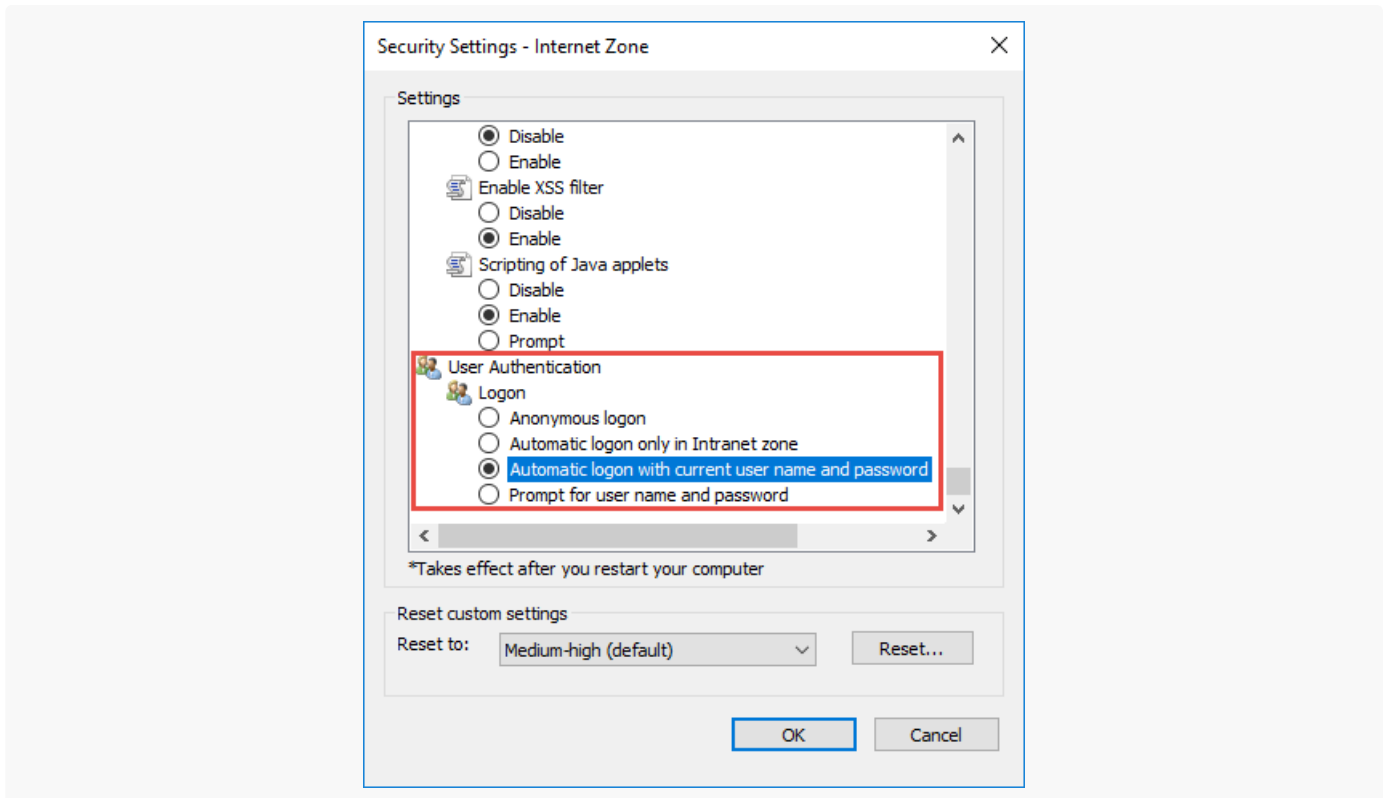 Security Settings - Internet Zone
Settings
Disable
Enable
Enable XSS filter
Disable
Enable
Scripting of Java applets
Disable
Enable
Prompt
User Authentication
Logon
Anonymous logon
Automatic logon only in Intranet zone
Automatic logon with current user name and password
Prompt for user name and password
*Takes effect after you restart your computer
Reset custom settings
Reset to: Medium-high (default) Reset...
OK Cancel